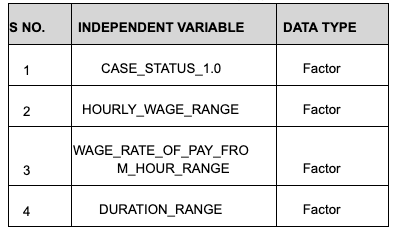 S NO. INDEPENDENT VARIABLE DATA TYPE
1 CASE_STATUS_1.0 Factor
2 HOURLY_WAGE_RANGE Factor
WAGE_RATE_OF_PAY_FRO
3 M_HOUR_RANGE Factor
4 DURATION_RANGE Factor